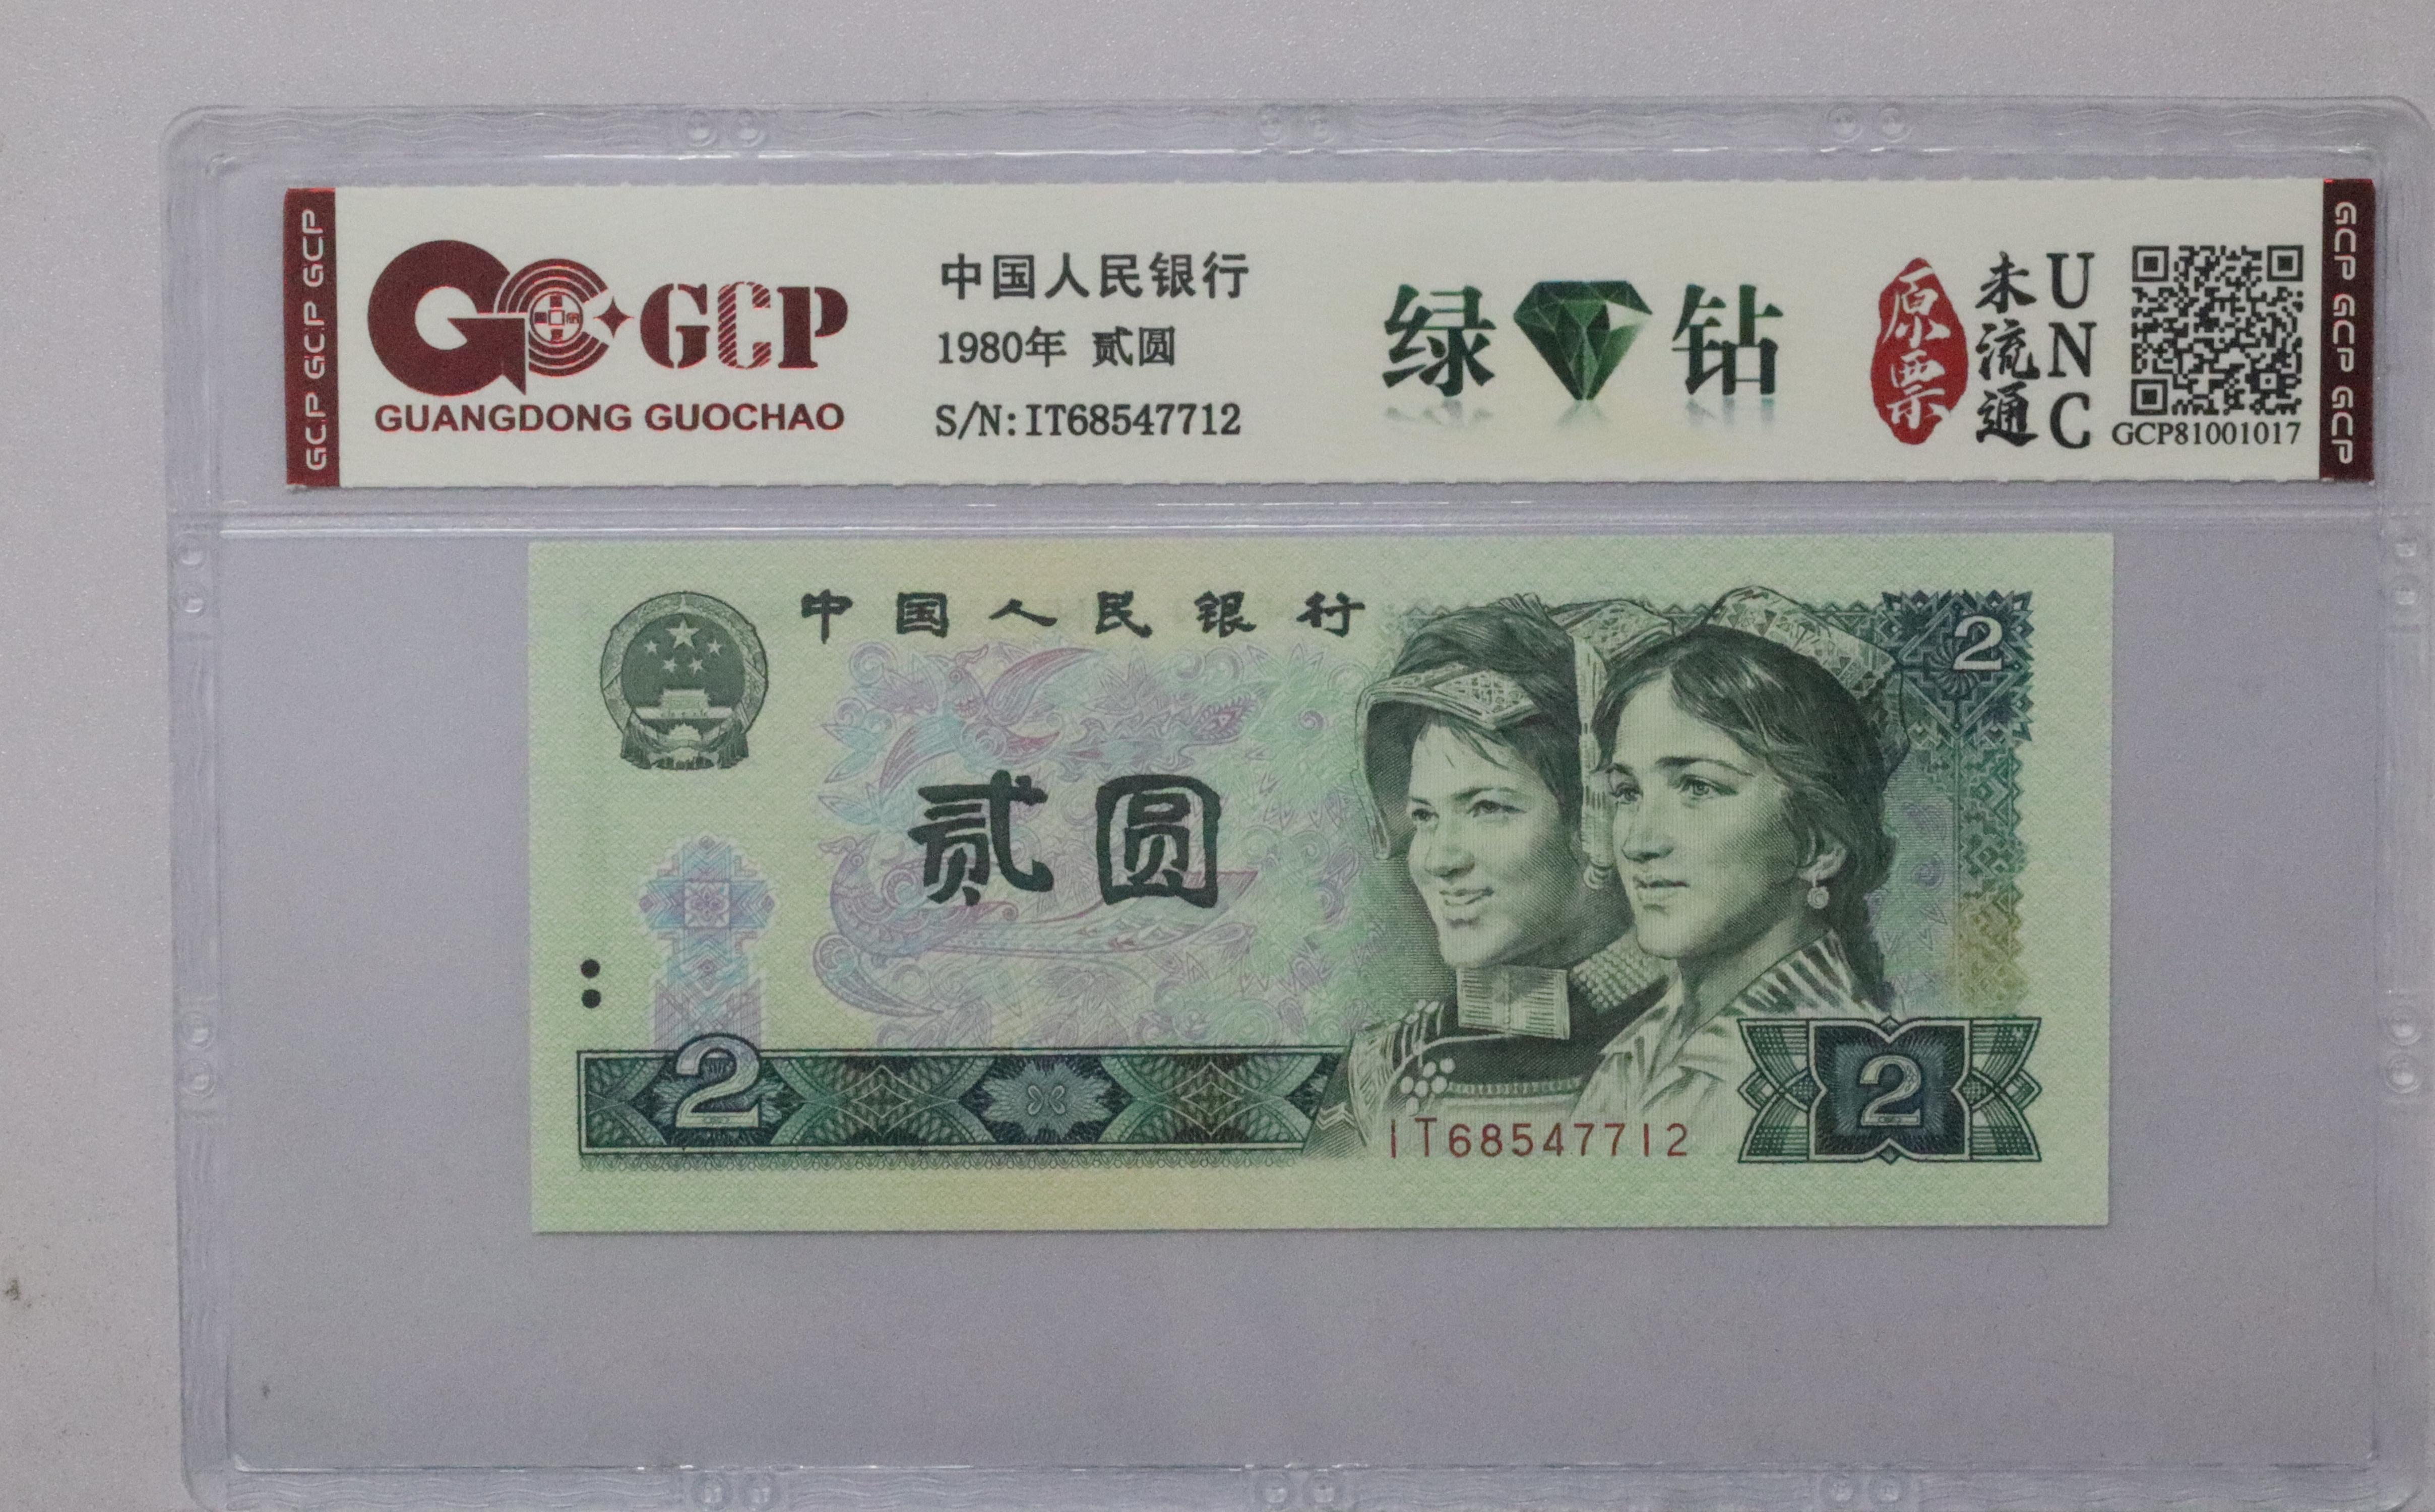 GCP GCP GCP
GCP
GUANGDONG GUOCHAO
中国人民银行
1980年 贰圆
S/N: IT68547712
绿钻
原票
未流通
UNC
GCP81001017
GCP GCP GCP
中国人民银行
2
贰圆
2
IT68547712
2